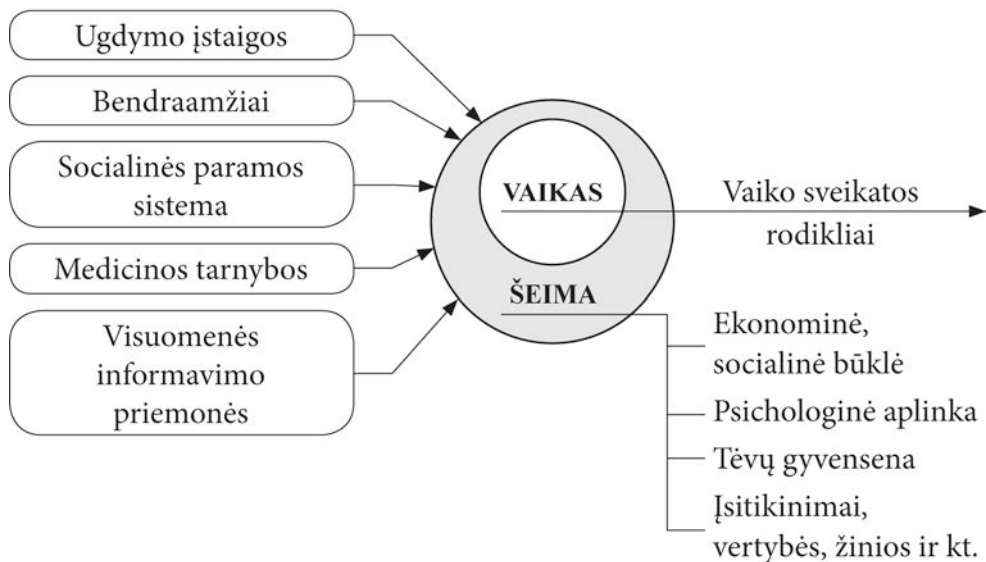 Ugdymo įstaigos
Bendraamžiai
Socialinės paramos
sistema
Medicinos tarnybos
Visuomenės
informavimo
priemonės
VAIKAS
ŠEIMA
Vaiko sveikatos
rodikliai
Ekonominė,
socialinė būklė
Psichologinė aplinka
Tėvų gyvensena
Įsitikinimai,
vertybės, žinios ir kt.